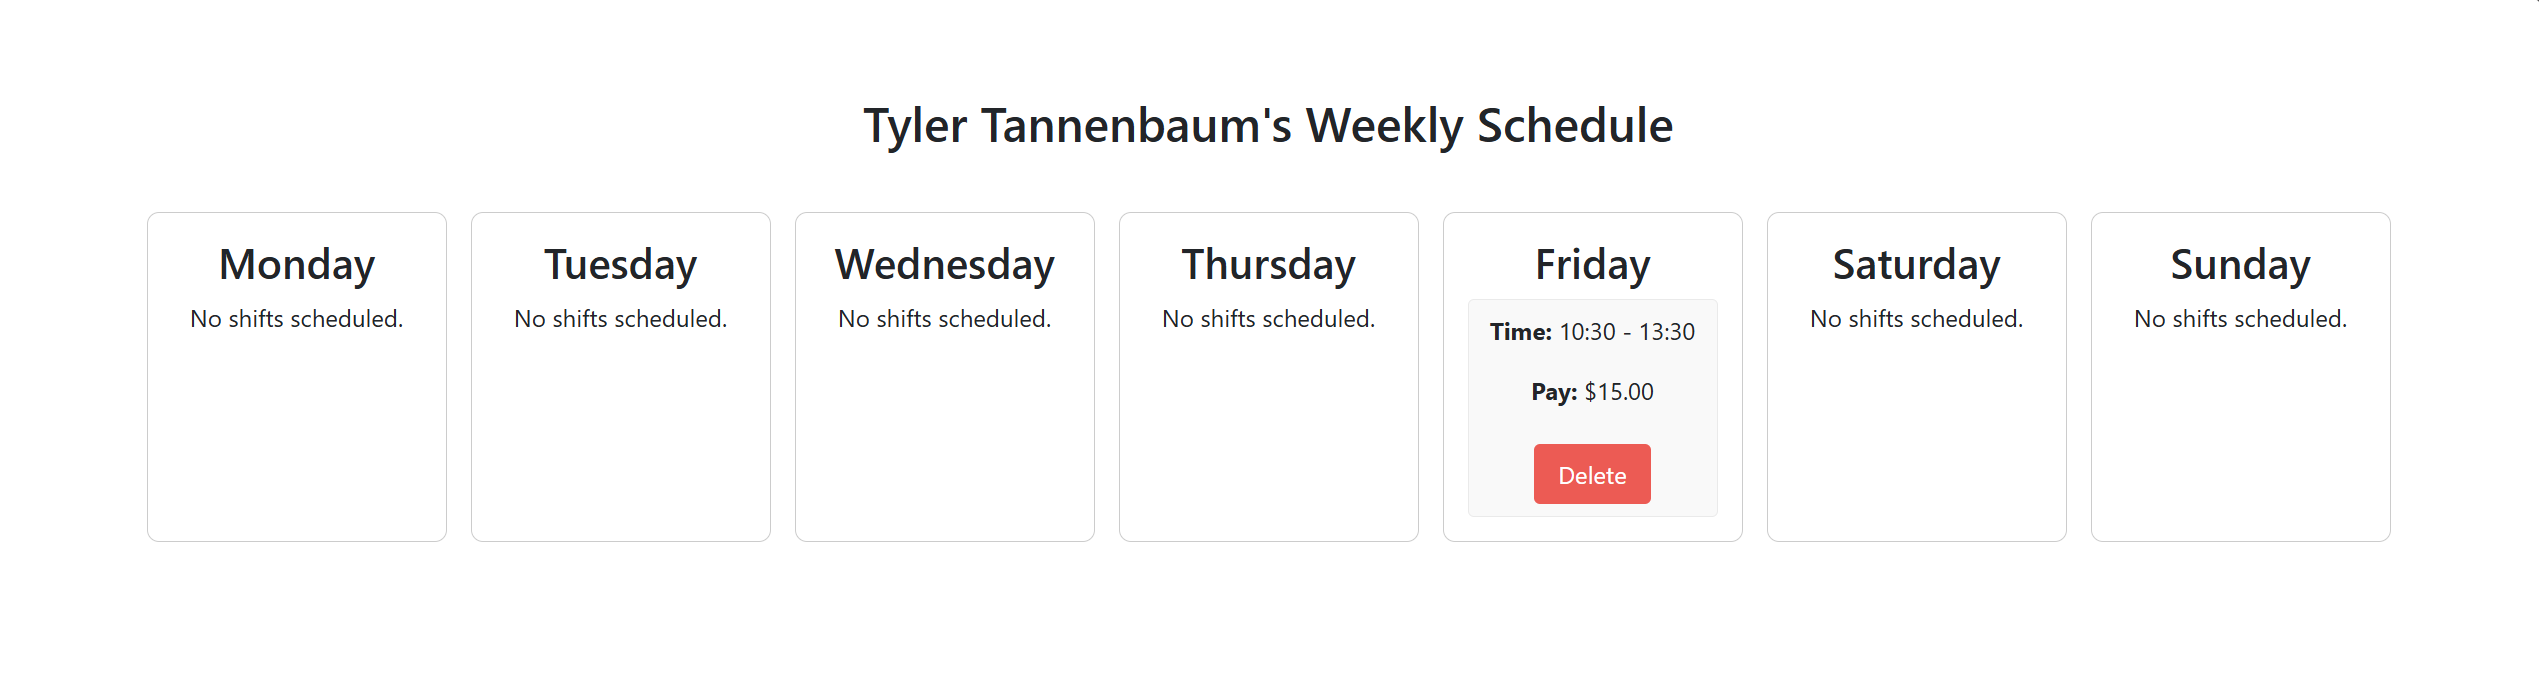 Tyler Tannenbaum's Weekly Schedule
Monday
No shifts scheduled.
Tuesday
No shifts scheduled.
Wednesday
No shifts scheduled.
Thursday
No shifts scheduled.
Friday
Time: 10:30 - 13:30
Pay: $15.00
Delete
Saturday
No shifts scheduled.
Sunday
No shifts scheduled.